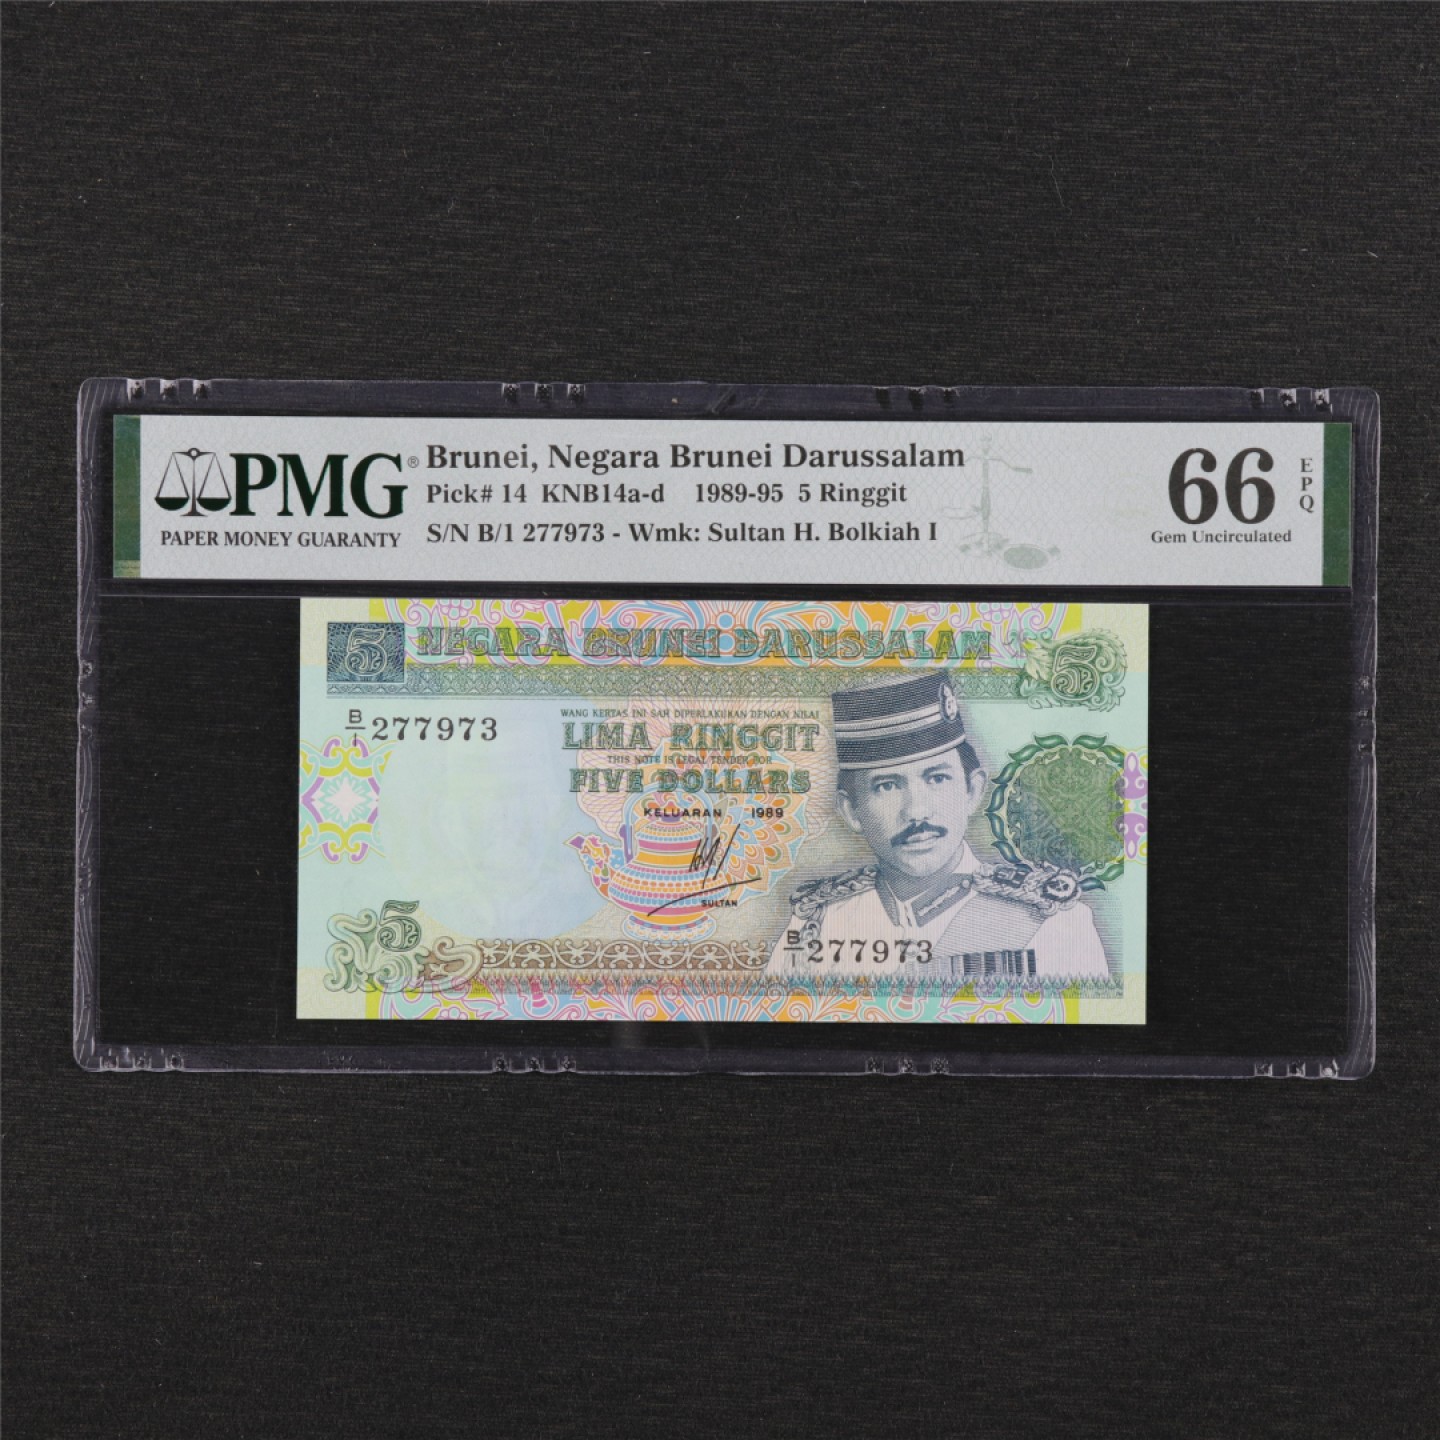 PMG®
PAPER MONEY GUARANTY
Brunei, Negara Brunei Darussalam
Pick# 14 KNB14a-d 1989-95 5 Ringgit
S/N B/1 277973 - Wmk: Sultan H. Bolkiah I
66
EPQ
Gem Uncirculated
5
NEGARA BRUNEI DARUSSALAM
5
B/1 277973
WANG KERTAS INI SAH DIPERLAKUKAN DENGAN NILAI
LIMA RINGGIT
THIS NOTE IS LEGAL TENDER FOR
FIVE DOLLARS
KELUARAN 1989
SULTAN
5
B/1 277973